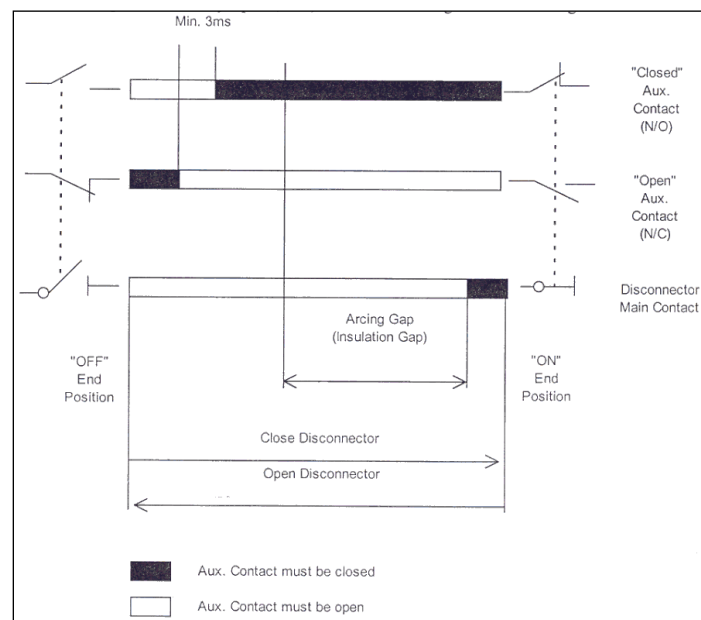 Min. 3ms
"Closed"
Aux.
Contact
(N/O)
"Open"
Aux.
Contact
(N/C)
Disconnector
Main Contact
Arcing Gap
(Insulation Gap)
"OFF"
End
Position
"ON"
End
Position
Close Disconnector
Open Disconnector
Aux. Contact must be closed
Aux. Contact must be open